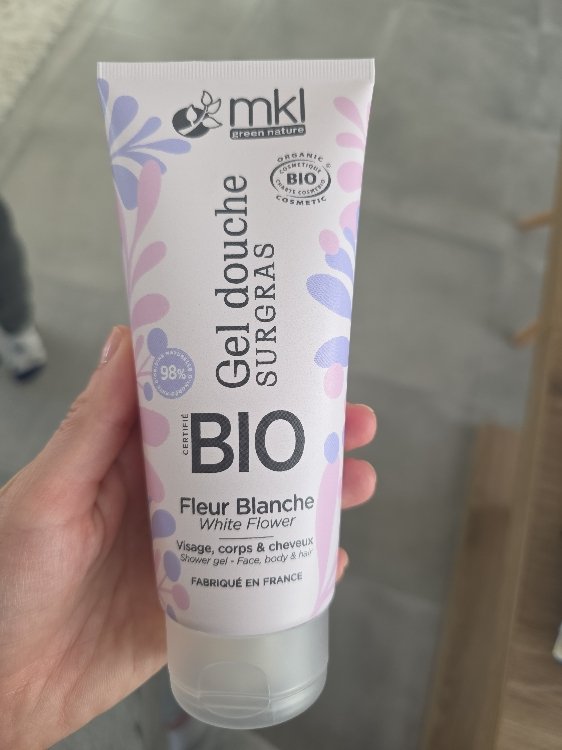 mkl
green nature
ORGANIC
COSMÉTIQUE
BIO
CHARTE COSMEBIO
COSMETIC
Gel douche
SURGRAS
98%
CERTIFIÉ
BIO
Fleur Blanche
White Flower
Visage, corps & cheveux
Shower gel - Face, body & hair
FABRIQUÉ EN FRANCE